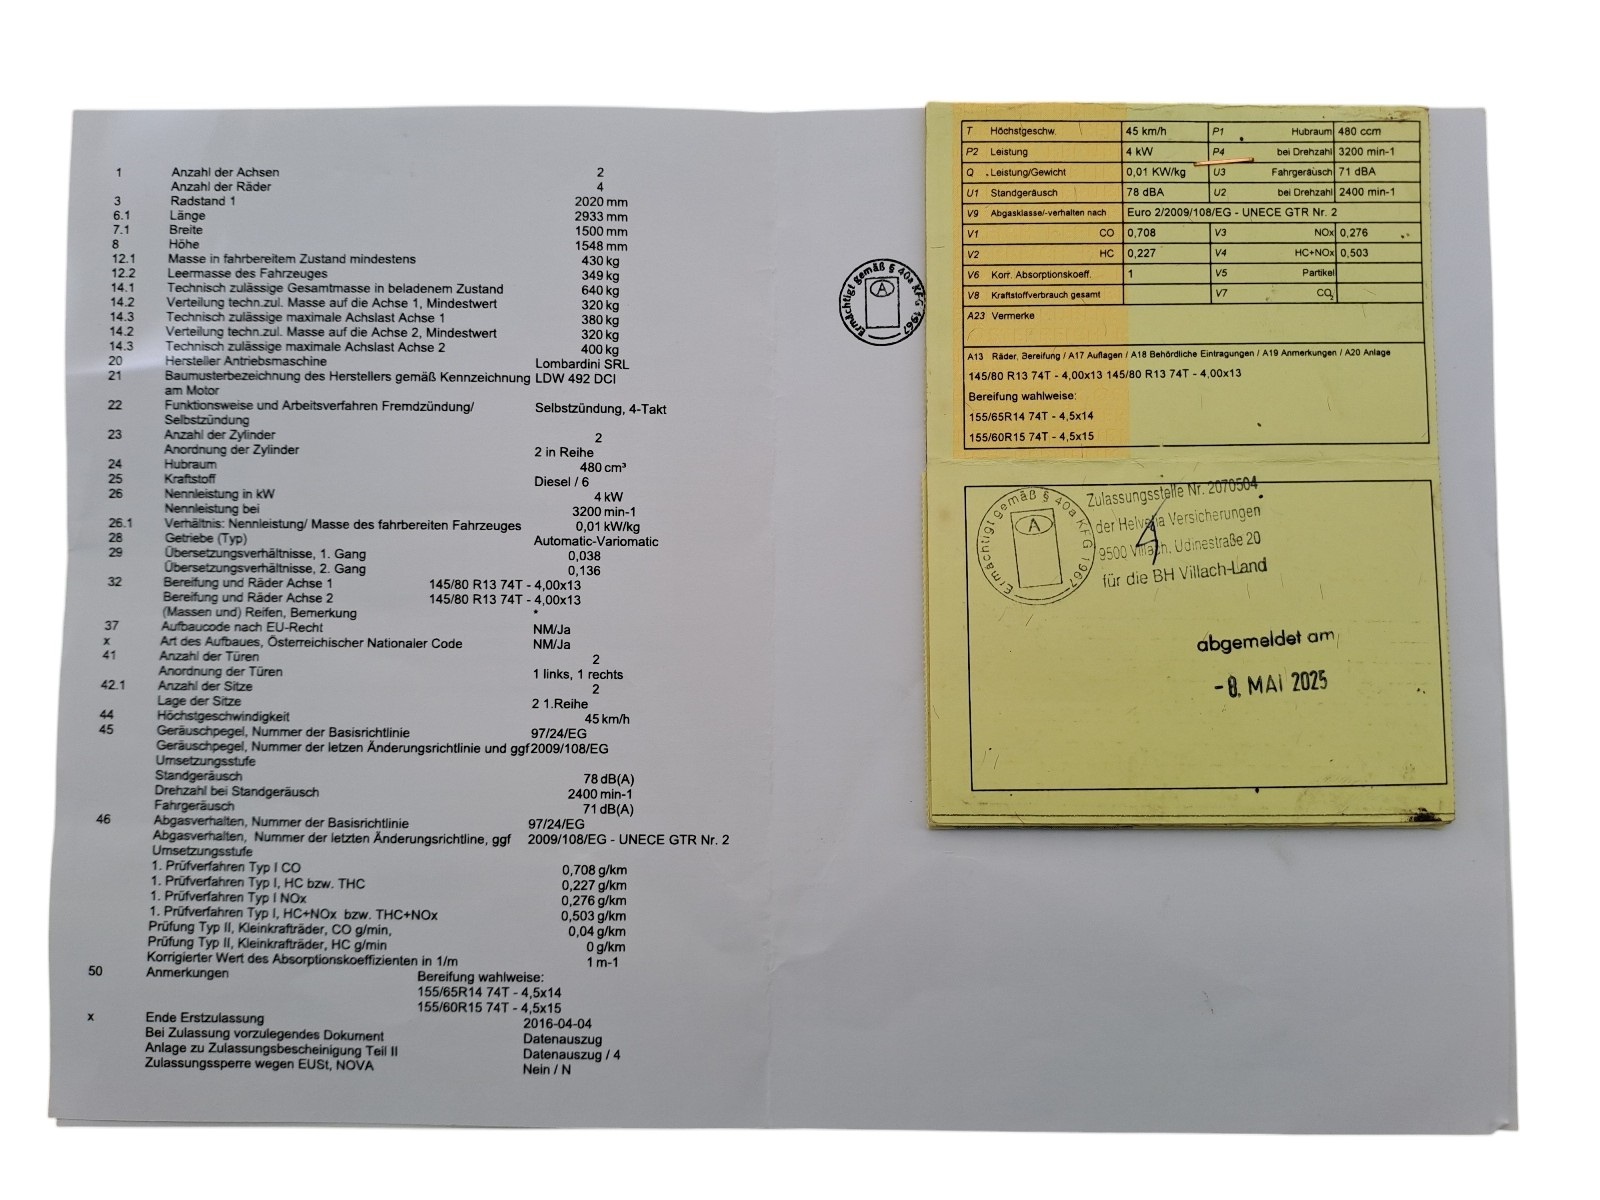 1 Anzahl der Achsen 2
Anzahl der Räder 4
3 Radstand 1 2020 mm
6.1 Länge 2933 mm
7.1 Breite 1500 mm
8 Höhe 1548 mm
12.1 Masse in fahrbereitem Zustand mindestens 430 kg
12.2 Leermasse des Fahrzeuges 349 kg
14.1 Technisch zulässige Gesamtmasse in beladenem Zustand 640 kg
14.2 Verteilung techn.zul. Masse auf die Achse 1, Mindestwert 320 kg
14.3 Technisch zulässige maximale Achslast Achse 1 380 kg
14.2 Verteilung techn.zul. Masse auf die Achse 2, Mindestwert 320 kg
14.3 Technisch zulässige maximale Achslast Achse 2 400 kg
20 Hersteller Antriebsmaschine Lombardini SRL
21 Baumusterbezeichnung des Herstellers gemäß Kennzeichnung LDW 492 DCI
am Motor
22 Funktionsweise und Arbeitsverfahren Fremdzündung/ Selbstzündung, 4-Takt
Selbstzündung
23 Anzahl der Zylinder 2
Anordnung der Zylinder 2 in Reihe
24 Hubraum 480 cm³
25 Kraftstoff Diesel / 6
26 Nennleistung in kW 4 kW
Nennleistung bei 3200 min-1
26.1 Verhältnis: Nennleistung/ Masse des fahrbereiten Fahrzeuges 0,01 kW/kg
28 Getriebe (Typ) Automatic-Variomatic
29 Übersetzungsverhältnisse, 1. Gang 0,038
Übersetzungsverhältnisse, 2. Gang 0,136
32 Bereifung und Räder Achse 1 145/80 R13 74T - 4,00x13
Bereifung und Räder Achse 2 145/80 R13 74T - 4,00x13
(Massen und) Reifen, Bemerkung *
37 Aufbaucode nach EU-Recht NM/Ja
x Art des Aufbaues, Österreichischer Nationaler Code NM/Ja
41 Anzahl der Türen 2
Anordnung der Türen 1 links, 1 rechts
42.1 Anzahl der Sitze 2
Lage der Sitze 2 1.Reihe
44 Höchstgeschwindigkeit 45 km/h
45 Geräuschpegel, Nummer der Basisrichtlinie 97/24/EG
Geräuschpegel, Nummer der letzen Änderungsrichtlinie und ggf 2009/108/EG
Umsetzungsstufe
Standgeräusch 78 dB(A)
Drehzahl bei Standgeräusch 2400 min-1
Fahrgeräusch 71 dB(A)
46 Abgasverhalten, Nummer der Basisrichtlinie 97/24/EG
Abgasverhalten, Nummer der letzten Änderungsrichtline, ggf 2009/108/EG - UNECE GTR Nr. 2
Umsetzungsstufe
1. Prüfverfahren Typ I CO 0,708 g/km
1. Prüfverfahren Typ I, HC bzw. THC 0,227 g/km
1. Prüfverfahren Typ I NOx 0,276 g/km
1. Prüfverfahren Typ I, HC+NOx bzw. THC+NOx 0,503 g/km
Prüfung Typ II, Kleinkrafträder, CO g/min, 0,04 g/km
Prüfung Typ II, Kleinkrafträder, HC g/min 0 g/km
Korrigierter Wert des Absorptionskoeffizienten in 1/m 1 m-1
50 Anmerkungen Bereifung wahlweise:
155/65R14 74T - 4,5x14
155/60R15 74T - 4,5x15
x Ende Erstzulassung 2016-04-04
Bei Zulassung vorzulegendes Dokument Datenauszug
Anlage zu Zulassungsbescheinigung Teil II Datenauszug / 4
Zulassungssperre wegen EUSt, NOVA Nein / N
Ermächtigt gemäß § 40a KFG 1967
A
T Höchstgeschw. 45 km/h P1 Hubraum 480 ccm
P2 Leistung 4 kW P4 bei Drehzahl 3200 min-1
Q Leistung/Gewicht 0,01 KW/kg U3 Fahrgeräusch 71 dBA
U1 Standgeräusch 78 dBA U2 bei Drehzahl 2400 min-1
V9 Abgasklasse/-verhalten nach Euro 2/2009/108/EG - UNECE GTR Nr. 2
V1 CO 0,708 V3 NOx 0,276
V2 HC 0,227 V4 HC+NOx 0,503
V6 Korr. Absorptionskoeff. 1 V5 Partikel
V8 Kraftstoffverbrauch gesamt V7 CO₂
A23 Vermerke
A13 Räder, Bereifung / A17 Auflagen / A18 Behördliche Eintragungen / A19 Anmerkungen / A20 Anlage
145/80 R13 74T - 4,00x13 145/80 R13 74T - 4,00x13
Bereifung wahlweise:
155/65R14 74T - 4,5x14
155/60R15 74T - 4,5x15
Ermächtigt gemäß § 40a KFG 1967
A
Zulassungsstelle Nr. 2070504
der Helvetia Versicherungen
9500 Villach, Udinestraße 20
für die BH Villach-Land
abgemeldet am
-8. MAI 2025